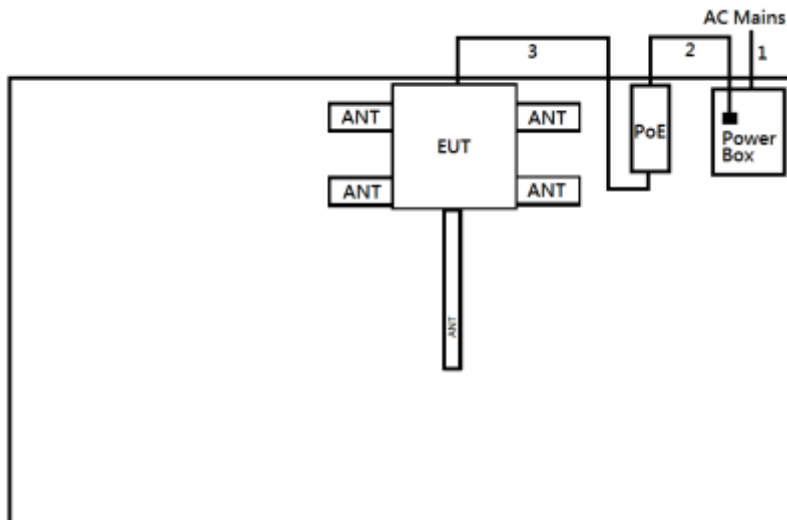 AC Mains
3
2
1
ANT
ANT
EUT
PoE
Power
Box
ANT
ANT
ANT